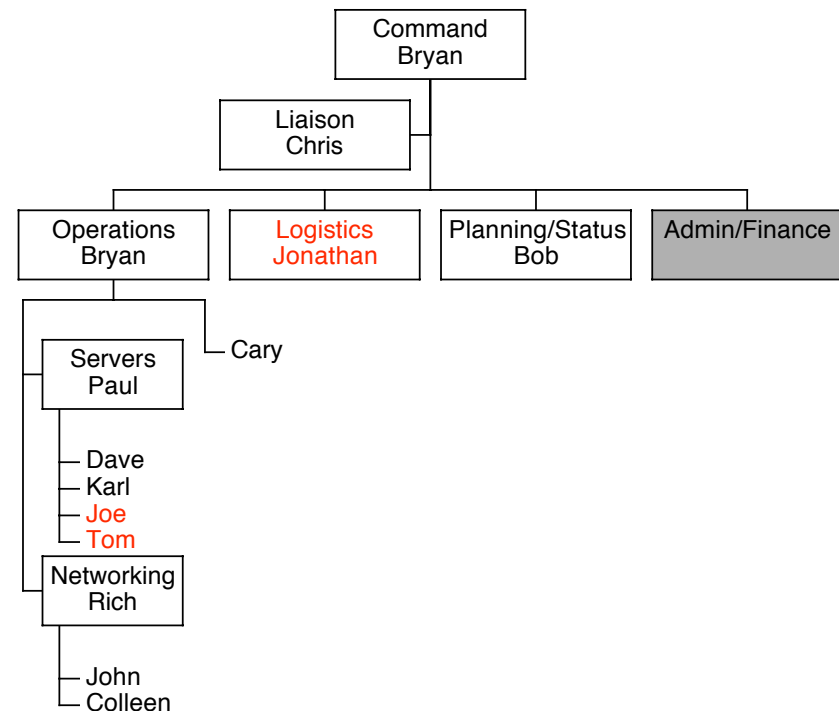 Command
Bryan
Liaison
Chris
Operations
Bryan
Logistics
Jonathan
Planning/Status
Bob
Admin/Finance
Cary
Servers
Paul
Dave
Karl
Joe
Tom
Networking
Rich
John
Colleen